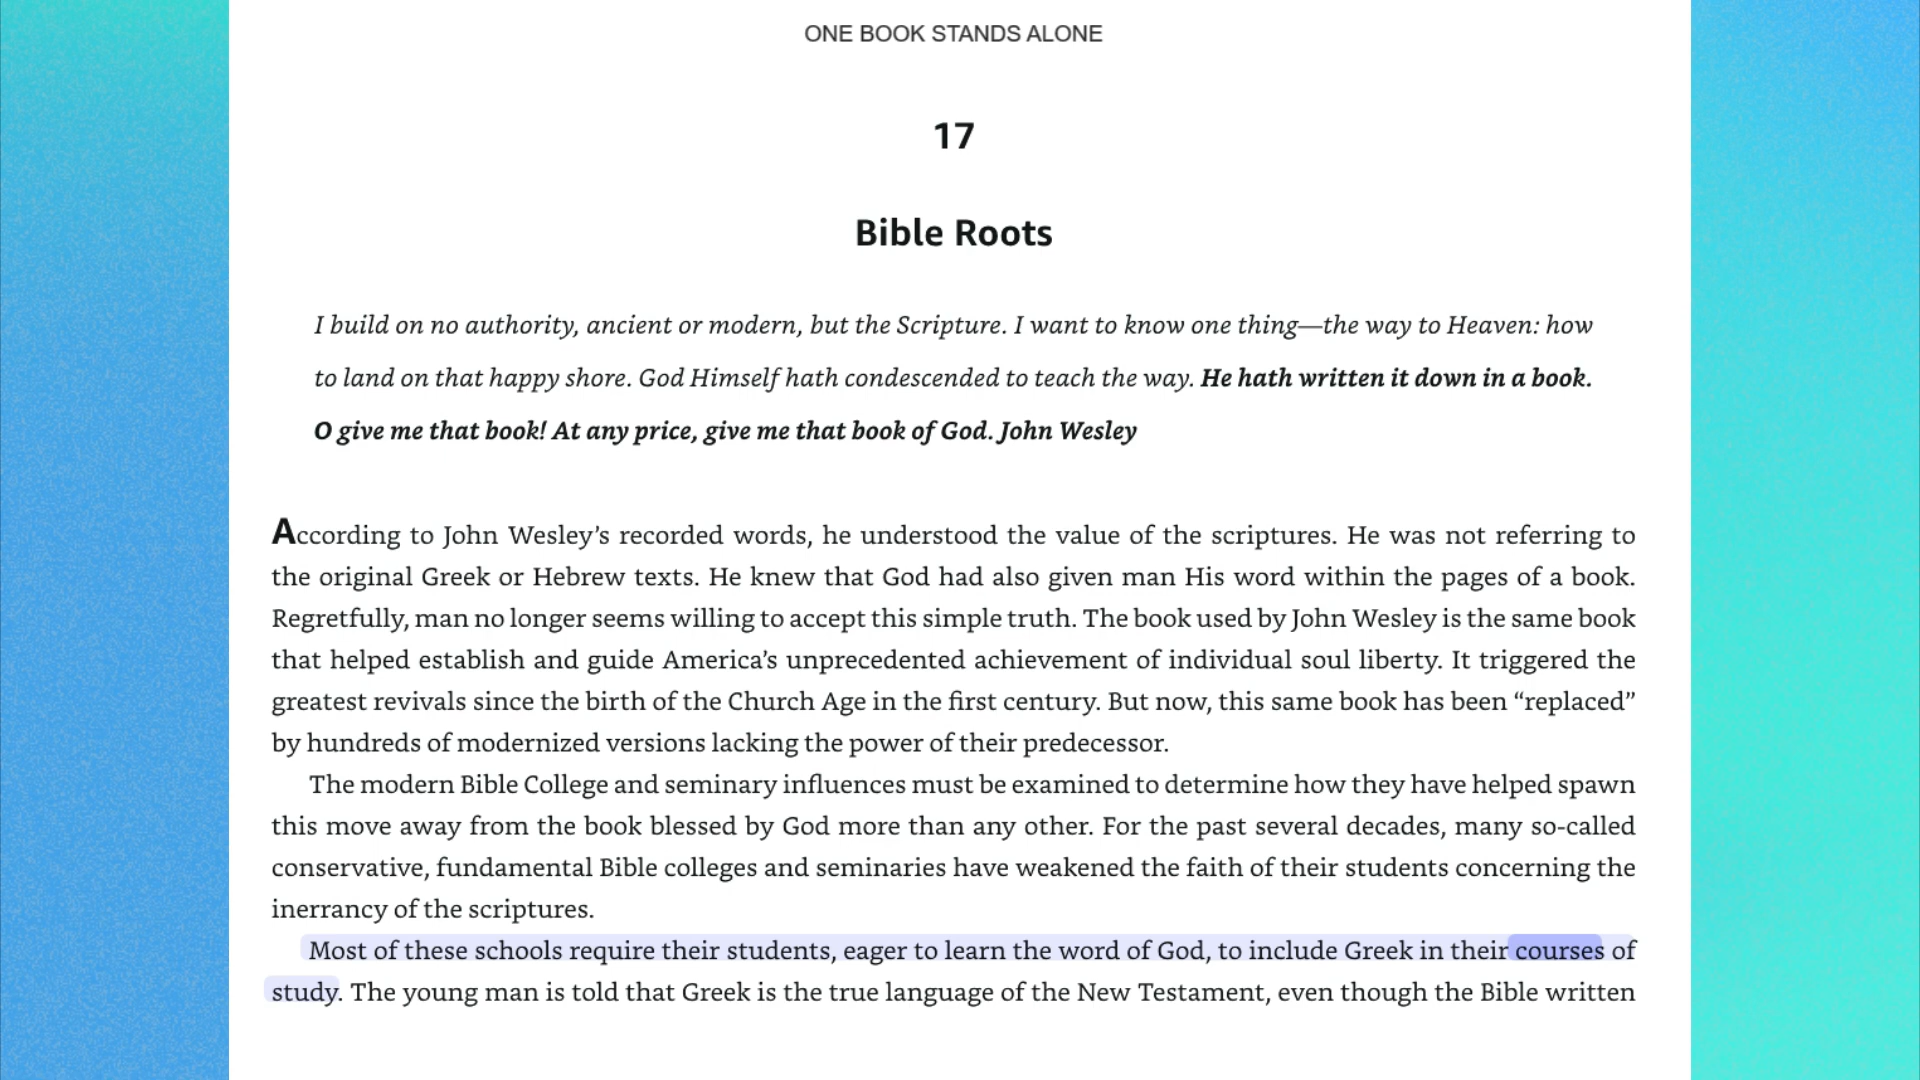 ONE BOOK STANDS ALONE
17
Bible Roots
I build on no authority, ancient or modern, but the Scripture. I want to know one thing—the way to Heaven: how
to land on that happy shore. God Himself hath condescended to teach the way. He hath written it down in a book.
O give me that book! At any price, give me that book of God. John Wesley
According to John Wesley’s recorded words, he understood the value of the scriptures. He was not referring to
the original Greek or Hebrew texts. He knew that God had also given man His word within the pages of a book.
Regretfully, man no longer seems willing to accept this simple truth. The book used by John Wesley is the same book
that helped establish and guide America’s unprecedented achievement of individual soul liberty. It triggered the
greatest revivals since the birth of the Church Age in the first century. But now, this same book has been “replaced”
by hundreds of modernized versions lacking the power of their predecessor.
The modern Bible College and seminary influences must be examined to determine how they have helped spawn
this move away from the book blessed by God more than any other. For the past several decades, many so-called
conservative, fundamental Bible colleges and seminaries have weakened the faith of their students concerning the
inerrancy of the scriptures.
Most of these schools require their students, eager to learn the word of God, to include Greek in their courses of
study. The young man is told that Greek is the true language of the New Testament, even though the Bible written